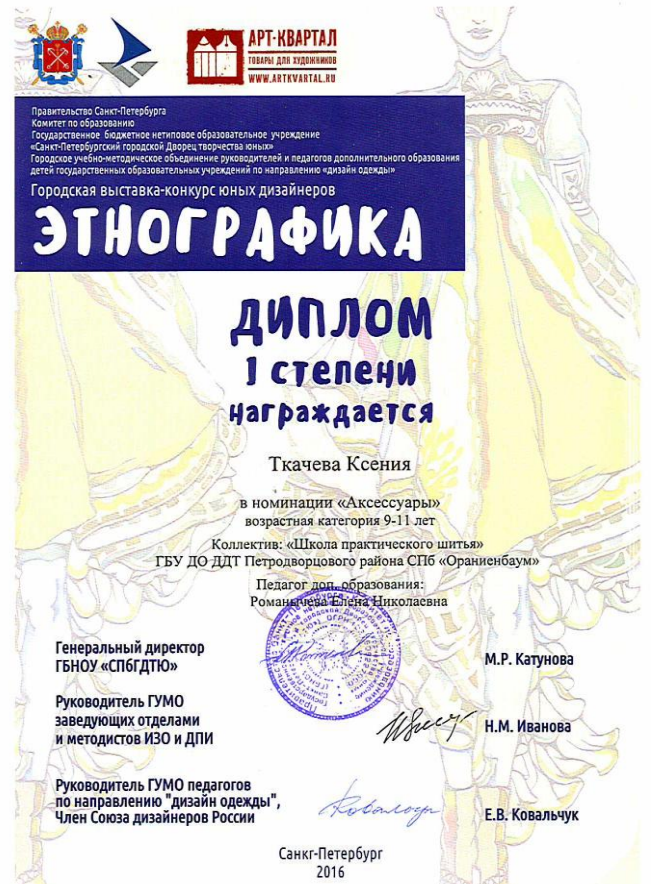 АРТ-КВАРТАЛ
ТОВАРЫ ДЛЯ ХУДОЖНИКОВ
WWW.ARTKVARTAL.RU
Правительство Санкт-Петербурга
Комитет по образованию
Государственное бюджетное нетиповое образовательное учреждение
«Санкт-Петербургский городской Дворец творчества юных»
Городское учебно-методическое объединение руководителей и педагогов дополнительного образования
детей государственных образовательных учреждений по направлению «дизайн одежды»
Городская выставка-конкурс юных дизайнеров
ЭТНОГРАФИКА
ДИПЛОМ
I степени
награждается
Ткачева Ксения
в номинации «Аксессуары»
возрастная категория 9-11 лет
Коллектив: «Школа практического шитья»
ГБУ ДО ДДТ Петродворцового района СПб «Ораниенбаум»
Педагог доп. образования:
Романычева Елена Николаевна
Генеральный директор
ГБНОУ «СПбГДТЮ»
М.Р. Катунова
Руководитель ГУМО
заведующих отделами
и методистов ИЗО и ДПИ
Н.М. Иванова
Руководитель ГУМО педагогов
по направлению "дизайн одежды",
Член Союза дизайнеров России
Е.В. Ковальчук
Санкт-Петербург
2016